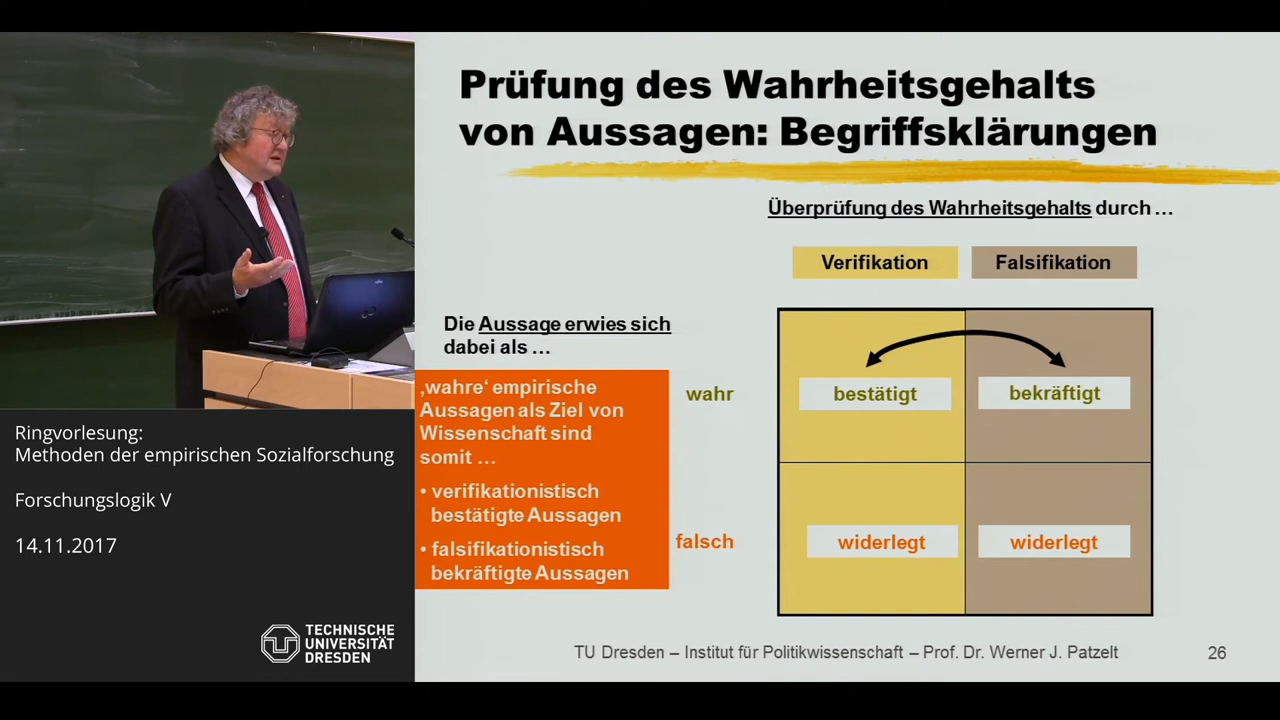 Prüfung des Wahrheitsgehalts
von Aussagen: Begriffsklärungen
Überprüfung des Wahrheitsgehalts durch ...
Verifikation
Falsifikation
Die Aussage erwies sich
dabei als ...
‚wahre‘ empirische
Aussagen als Ziel von
Wissenschaft sind
somit ...
• verifikationistisch
bestätigte Aussagen
• falsifikationistisch
bekräftigte Aussagen
wahr
bestätigt
bekräftigt
falsch
widerlegt
widerlegt
TU Dresden – Institut für Politikwissenschaft – Prof. Dr. Werner J. Patzelt
26
Ringvorlesung:
Methoden der empirischen Sozialforschung
Forschungslogik V
14.11.2017
TECHNISCHE
UNIVERSITÄT
DRESDEN